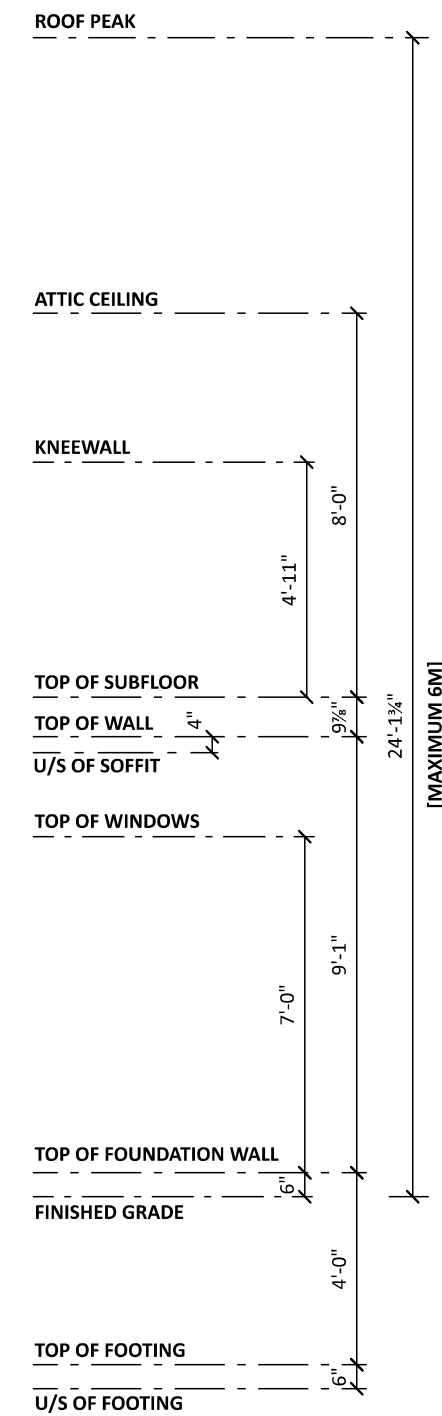 ROOF PEAK
ATTIC CEILING
KNEEWALL
8'-0"
4'-11"
TOP OF SUBFLOOR
TOP OF WALL
4"
9⅞"
24'-1¾"
[MAXIMUM 6M]
U/S OF SOFFIT
TOP OF WINDOWS
9'-1"
7'-0"
TOP OF FOUNDATION WALL
6"
FINISHED GRADE
4'-0"
TOP OF FOOTING
6"
U/S OF FOOTING